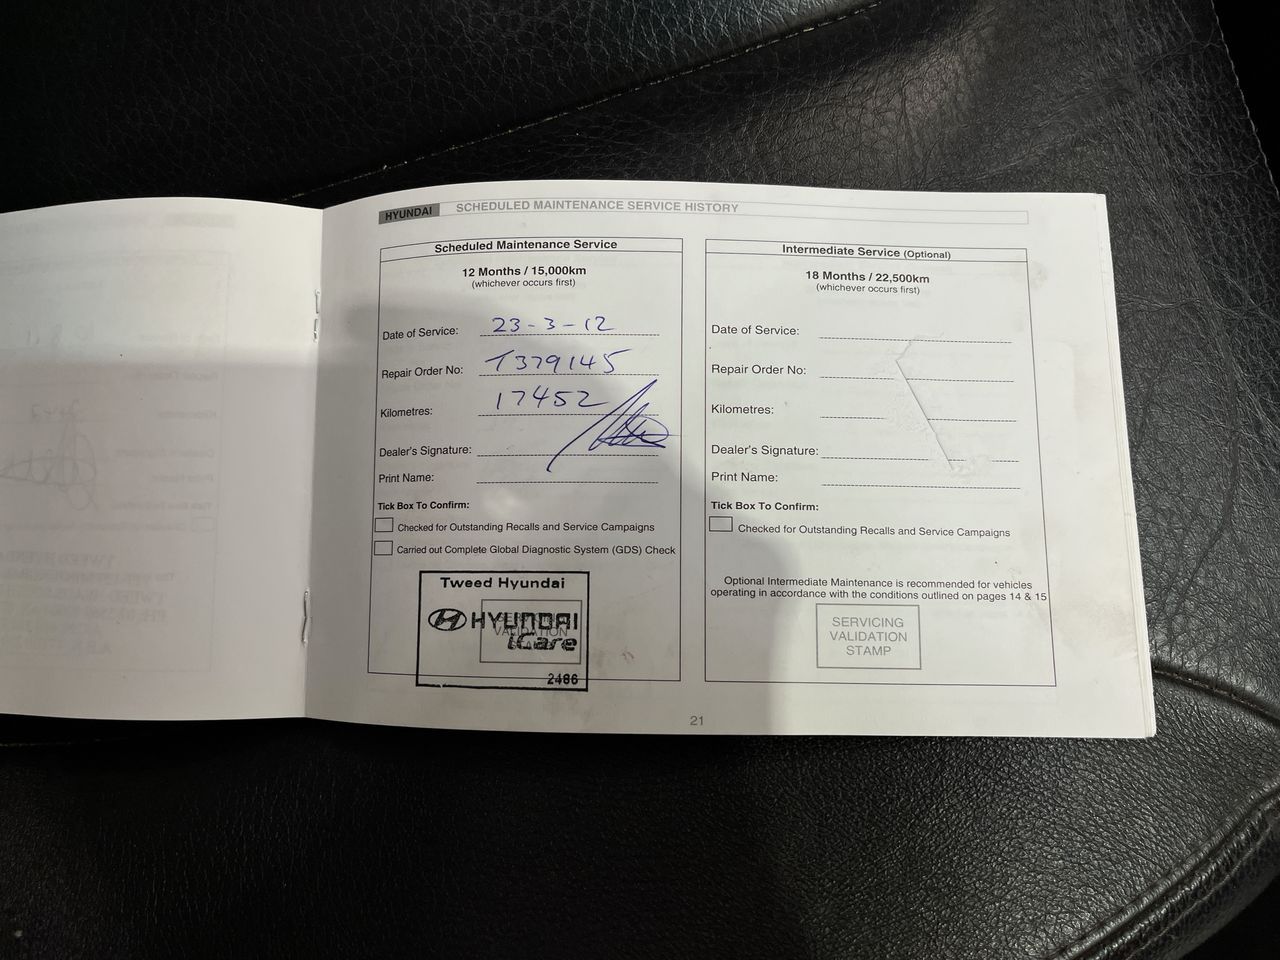 HYUNDAI SCHEDULED MAINTENANCE SERVICE HISTORY
Scheduled Maintenance Service
12 Months / 15,000km
(whichever occurs first)
Date of Service: 23-3-12
Repair Order No: T379145
Kilometres: 17452
Dealer's Signature:
Print Name:
Tick Box To Confirm:
Checked for Outstanding Recalls and Service Campaigns
Carried out Complete Global Diagnostic System (GDS) Check
Tweed Hyundai
HYUNDAI
iCare
2486
Intermediate Service (Optional)
18 Months / 22,500km
(whichever occurs first)
Date of Service:
Repair Order No:
Kilometres:
Dealer's Signature:
Print Name:
Tick Box To Confirm:
Checked for Outstanding Recalls and Service Campaigns
Optional Intermediate Maintenance is recommended for vehicles
operating in accordance with the conditions outlined on pages 14 & 15
SERVICING
VALIDATION
STAMP
21